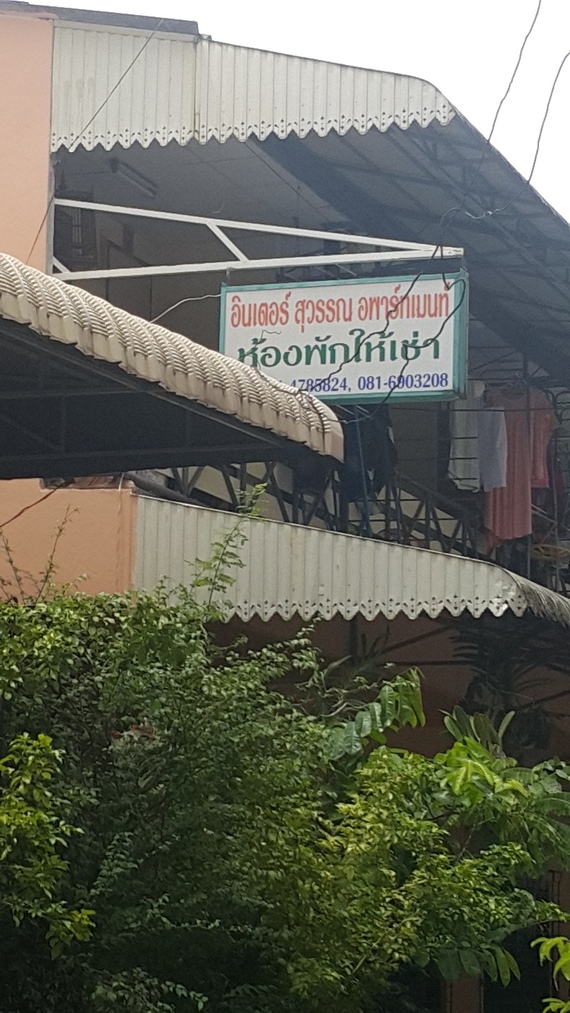 อินเตอร์ สุวรรณ อพาร์ทเมนท์
ห้องพักให้เช่า
4785824, 081-6903208